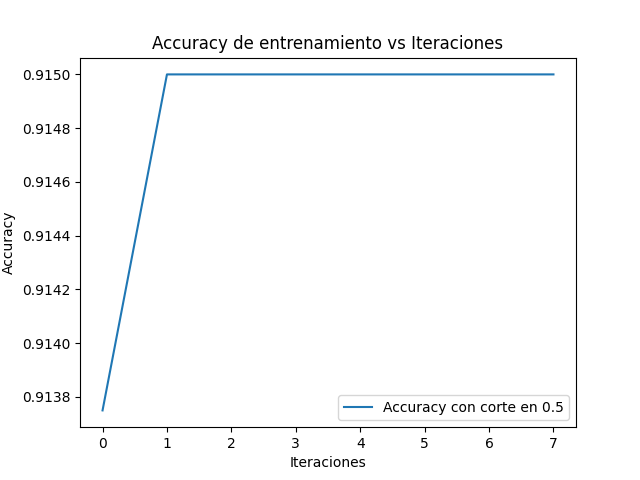 Accuracy de entrenamiento vs Iteraciones
0.9150
0.9148
0.9146
0.9144
0.9142
0.9140
0.9138
Accuracy
Accuracy con corte en 0.5
0 1 2 3 4 5 6 7
Iteraciones